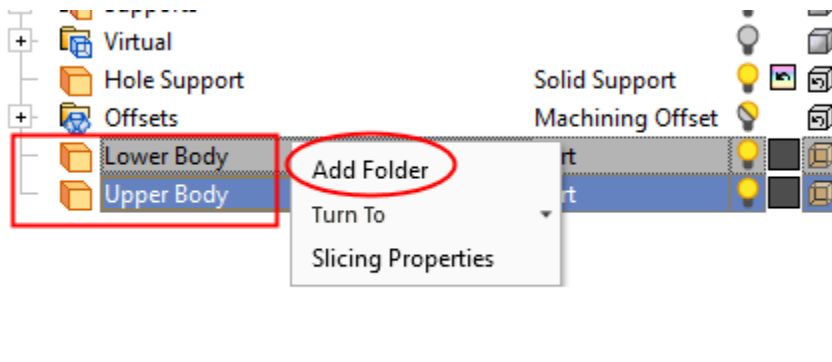 Virtual
Hole Support Solid Support
Offsets Machining Offset
Lower Body
Upper Body
Add Folder
Turn To
Slicing Properties